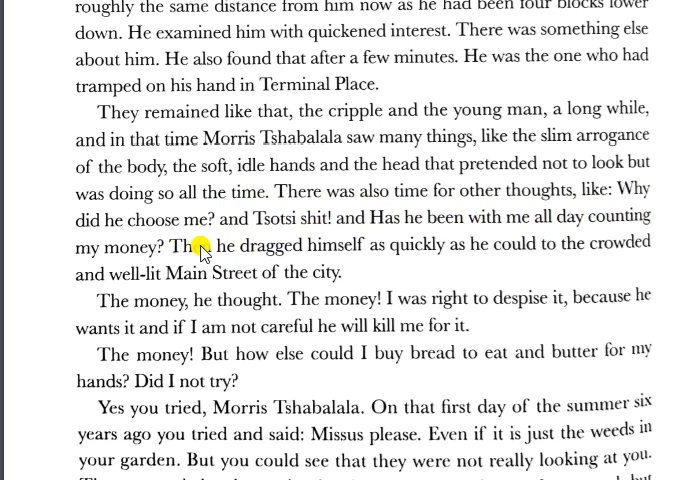 roughly the same distance from him now as he had been four blocks lower
down. He examined him with quickened interest. There was something else
about him. He also found that after a few minutes. He was the one who had
tramped on his hand in Terminal Place.
They remained like that, the cripple and the young man, a long while,
and in that time Morris Tshabalala saw many things, like the slim arrogance
of the body, the soft, idle hands and the head that pretended not to look but
was doing so all the time. There was also time for other thoughts, like: Why
did he choose me? and Tsotsi shit! and Has he been with me all day counting
my money? he dragged himself as quickly as he could to the crowded
and well-lit Main Street of the city.
The money, he thought. The money! I was right to despise it, because he
wants it and if I am not careful he will kill me for it.
The money! But how else could I buy bread to eat and butter for my
hands? Did I not try?
Yes you tried, Morris Tshabalala. On that first day of the summer six
years ago you tried and said: Missus please. Even if it is just the weeds in
your garden. But you could see that they were not really looking at you.